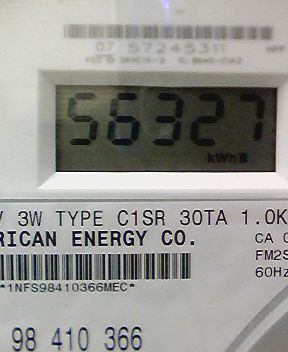 07 57245311
56327
kWh
V 3W TYPE C1SR 30TA 1.0K
RICAN ENERGY CO.
CA 0
FM2S
60Hz
*1NFS98410366MEC*
98 410 366